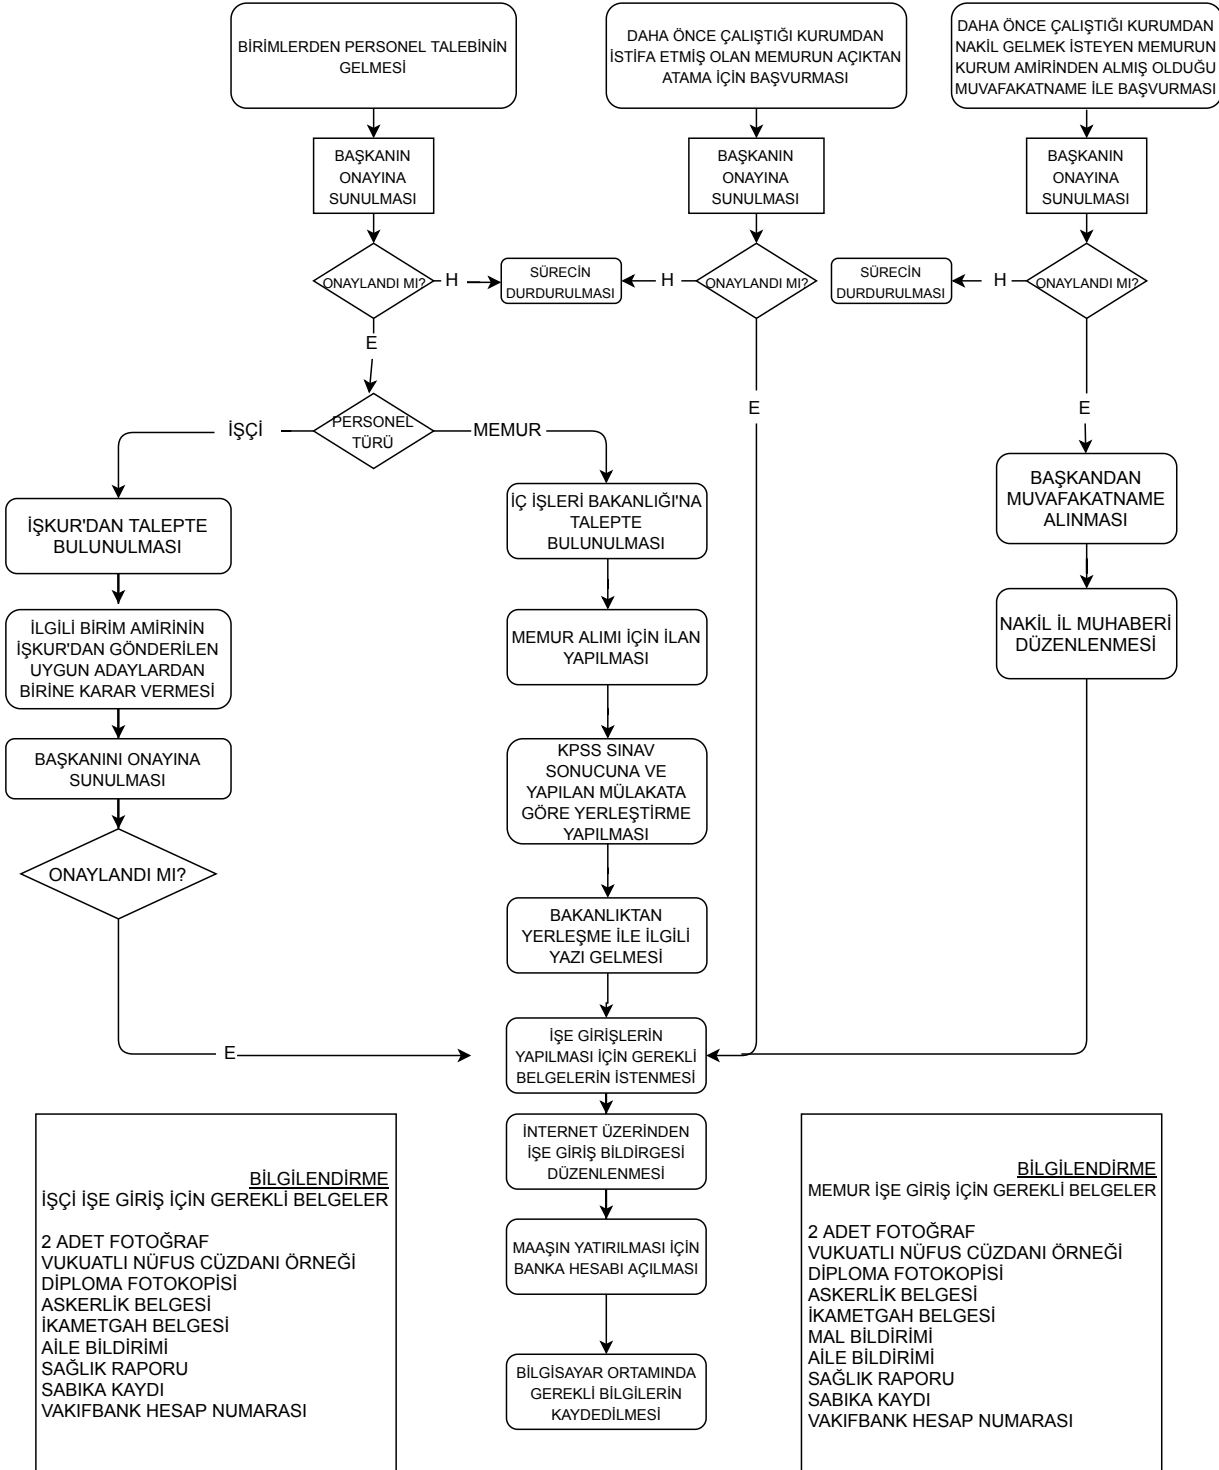 BİRİMLERDEN PERSONEL TALEBİNİN
GELMESİ
DAHA ÖNCE ÇALIŞTIĞI KURUMDAN
İSTİFA ETMİŞ OLAN MEMURUN AÇIKTAN
ATAMA İÇİN BAŞVURMASI
DAHA ÖNCE ÇALIŞTIĞI KURUMDAN
NAKİL GELMEK İSTEYEN MEMURUN
KURUM AMİRİNDEN ALMIŞ OLDUĞU
MUVAFAKATNAME İLE BAŞVURMASI
BAŞKANIN
ONAYINA
SUNULMASI
BAŞKANIN
ONAYINA
SUNULMASI
BAŞKANIN
ONAYINA
SUNULMASI
ONAYLANDI MI?
H
SÜRECİN
DURDURULMASI
H
ONAYLANDI MI?
SÜRECİN
DURDURULMASI
H
ONAYLANDI MI?
E
E
E
PERSONEL
TÜRÜ
İŞÇİ
MEMUR
İŞKUR'DAN TALEPTE
BULUNULMASI
İLGİLİ BİRİM AMİRİNİN
İŞKUR'DAN GÖNDERİLEN
UYGUN ADAYLARDAN
BİRİNE KARAR VERMESİ
BAŞKANINI ONAYINA
SUNULMASI
ONAYLANDI MI?
E
İÇ İŞLERİ BAKANLIĞI'NA
TALEPTE
BULUNULMASI
MEMUR ALIMI İÇİN İLAN
YAPILMASI
KPSS SINAV
SONUCUNA VE
YAPILAN MÜLAKATA
GÖRE YERLEŞTİRME
YAPILMASI
BAKANLIKTAN
YERLEŞME İLE İLGİLİ
YAZI GELMESİ
BAŞKANDAN
MUVAFAKATNAME
ALINMASI
NAKİL İL MUHABERİ
DÜZENLENMESİ
İŞE GİRİŞLERİN
YAPILMASI İÇİN GEREKLİ
BELGELERİN İSTENMESİ
İNTERNET ÜZERİNDEN
İŞE GİRİŞ BİLDİRGESİ
DÜZENLENMESİ
MAAŞIN YATIRILMASI İÇİN
BANKA HESABI AÇILMASI
BİLGİSAYAR ORTAMINDA
GEREKLİ BİLGİLERİN
KAYDEDİLMESİ
BİLGİLENDİRME
İŞÇİ İŞE GİRİŞ İÇİN GEREKLİ BELGELER
2 ADET FOTOĞRAF
VUKUATLI NÜFUS CÜZDANI ÖRNEĞİ
DİPLOMA FOTOKOPİSİ
ASKERLİK BELGESİ
İKAMETGAH BELGESİ
AİLE BİLDİRİMİ
SAĞLIK RAPORU
SABIKA KAYDI
VAKIFBANK HESAP NUMARASI
BİLGİLENDİRME
MEMUR İŞE GİRİŞ İÇİN GEREKLİ BELGELER
2 ADET FOTOĞRAF
VUKUATLI NÜFUS CÜZDANI ÖRNEĞİ
DİPLOMA FOTOKOPİSİ
ASKERLİK BELGESİ
İKAMETGAH BELGESİ
MAL BİLDİRİMİ
AİLE BİLDİRİMİ
SAĞLIK RAPORU
SABIKA KAYDI
VAKIFBANK HESAP NUMARASI